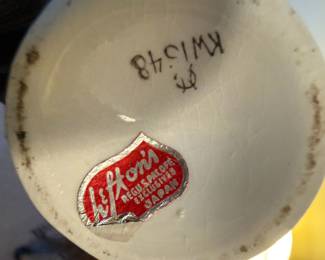 KW1548
Lefton's
REG.U.S.PAT.OFF.
EXCLUSIVES
JAPAN